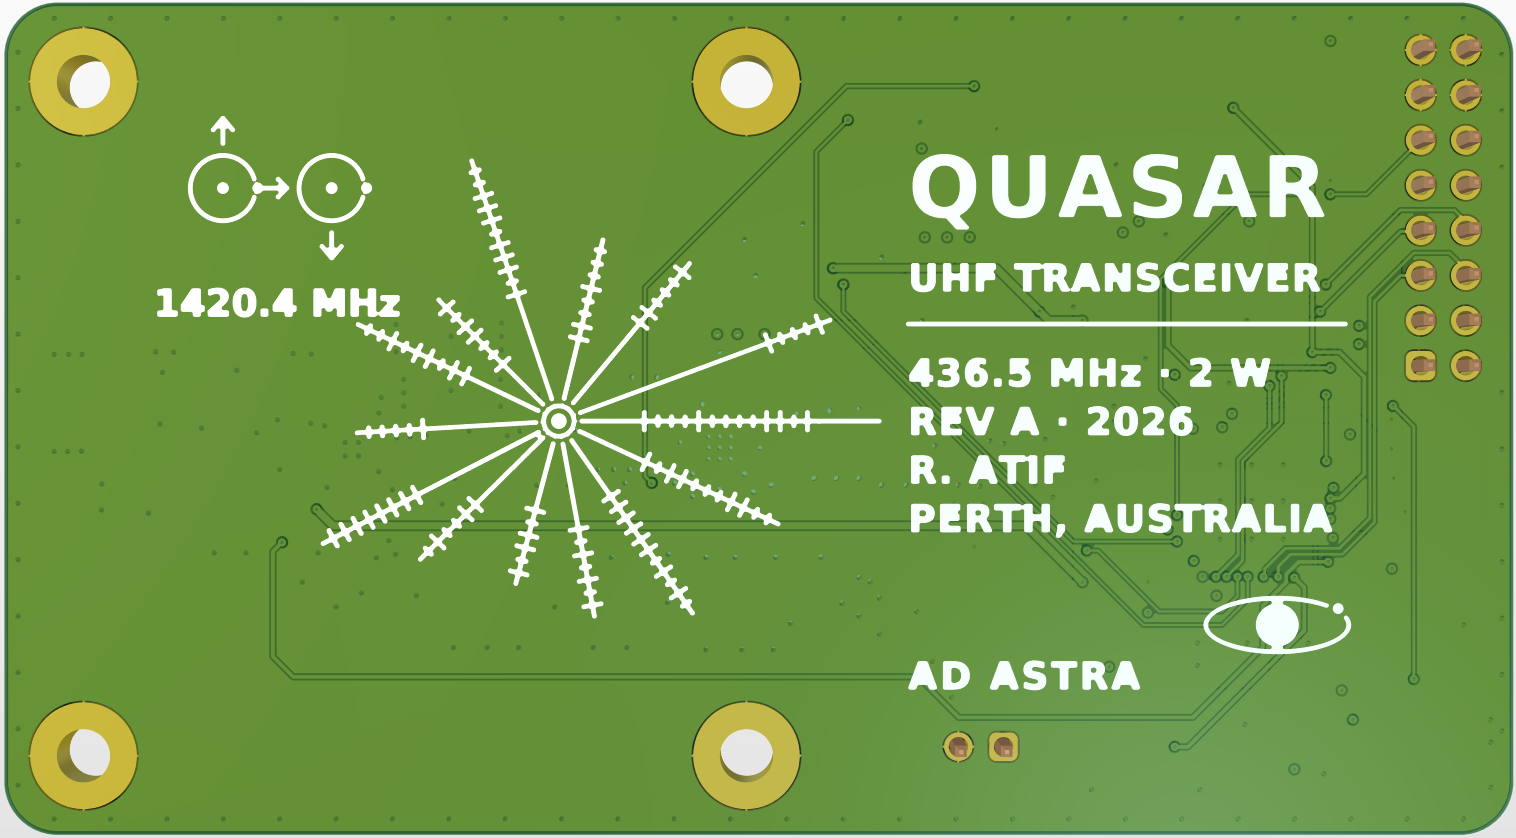 1420.4 MHz
QUASAR
UHF TRANSCEIVER
436.5 MHz · 2 W
REV A · 2026
R. ATIF
PERTH, AUSTRALIA
AD ASTRA